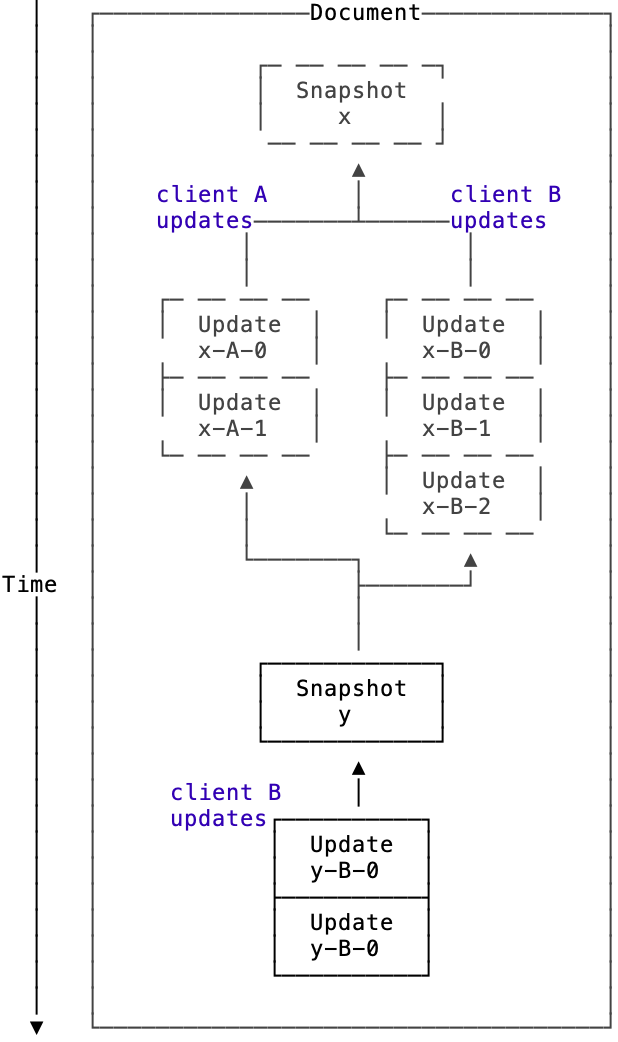 Document
Snapshot
x
client A
updates
client B
updates
Update
x-A-0
Update
x-A-1
Update
x-B-0
Update
x-B-1
Update
x-B-2
Time
Snapshot
y
client B
updates
Update
y-B-0
Update
y-B-0